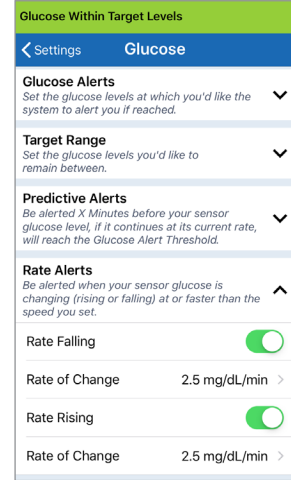 Glucose Within Target Levels
Settings
Glucose
Glucose Alerts
Set the glucose levels at which you'd like the
system to alert you if reached.
Target Range
Set the glucose levels you'd like to
remain between.
Predictive Alerts
Be alerted X Minutes before your sensor
glucose level, if it continues at its current rate,
will reach the Glucose Alert Threshold.
Rate Alerts
Be alerted when your sensor glucose is
changing (rising or falling) at or faster than the
speed you set.
Rate Falling
Rate of Change 2.5 mg/dL/min
Rate Rising
Rate of Change 2.5 mg/dL/min